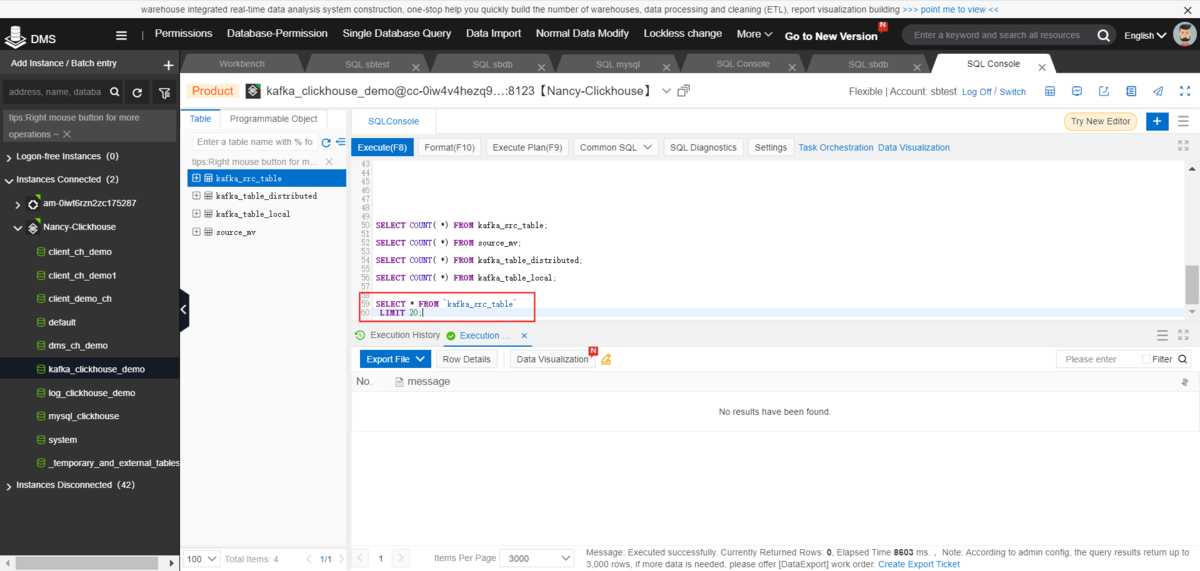 warehouse integrated real-time data analysis system construction, one-stop help you quickly build the number of warehouses, data processing and cleaning (ETL), report visualization building >>> point me to view <<
DMS
Permissions Database-Permission Single Database Query Data Import Normal Data Modify Lockless change More Go to New Version N Enter a keyword and search all resources English
Add Instance / Batch entry +
Workbench SQL sbtest SQL sbdb SQL mysql SQL Console SQL sbdb SQL Console
address, name, databa
Product kafka_clickhouse_demo@cc-0iw4v4hezq9...:8123【Nancy-Clickhouse】 Flexible | Account: sbtest Log Off / Switch
tips:Right mouse button for more
operations ~
Logon-free Instances (0)
Instances Connected (2)
am-0iwt6rzn2zc175287
Nancy-Clickhouse
client_ch_demo
client_ch_demo1
client_demo_ch
default
dms_ch_demo
kafka_clickhouse_demo
log_clickhouse_demo
mysql_clickhouse
system
_temporary_and_external_tables
Instances Disconnected (42)
Table Programmable Object
Enter a table name with % fo
tips:Right mouse button for m...
kafka_src_table
kafka_table_distributed
kafka_table_local
source_mv
100 Total Items: 4 1/1
SQLConsole Try New Editor +
Execute(F8) Format(F10) Execute Plan(F9) Common SQL SQL Diagnostics Settings Task Orchestration Data Visualization
43
44
45
46
47
48
49
50 SELECT COUNT( *) FROM kafka_src_table;
51
52 SELECT COUNT( *) FROM source_mv;
53
54 SELECT COUNT( *) FROM kafka_table_distributed;
55
56 SELECT COUNT( *) FROM kafka_table_local;
57
58
59 SELECT * FROM `kafka_src_table`
60 LIMIT 20;
Execution History Execution ...
Export File Row Details Data Visualization N Please enter Filter
No. message
No results have been found.
1 Items Per Page 3000
Message: Executed successfully. Currently Returned Rows: 0, Elapsed Time 8603 ms. , Note: According to admin config, the query results return up to
3,000 rows, if more data is needed, please offer [DataExport] work order. Create Export Ticket